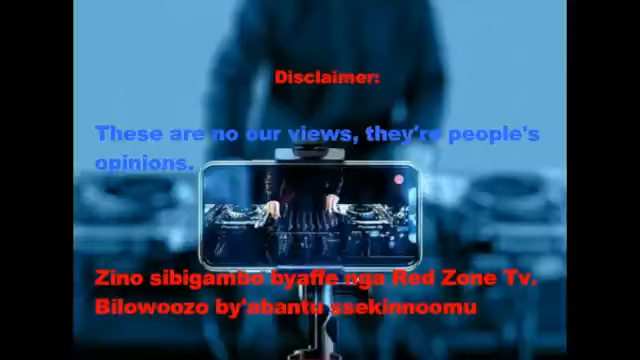 Disclaimer:
These are no our views, they're people's
opinions.
Zino sibigambo byaffe nga Red Zone Tv.
Bilowoozo by'abantu ssekinnoomu